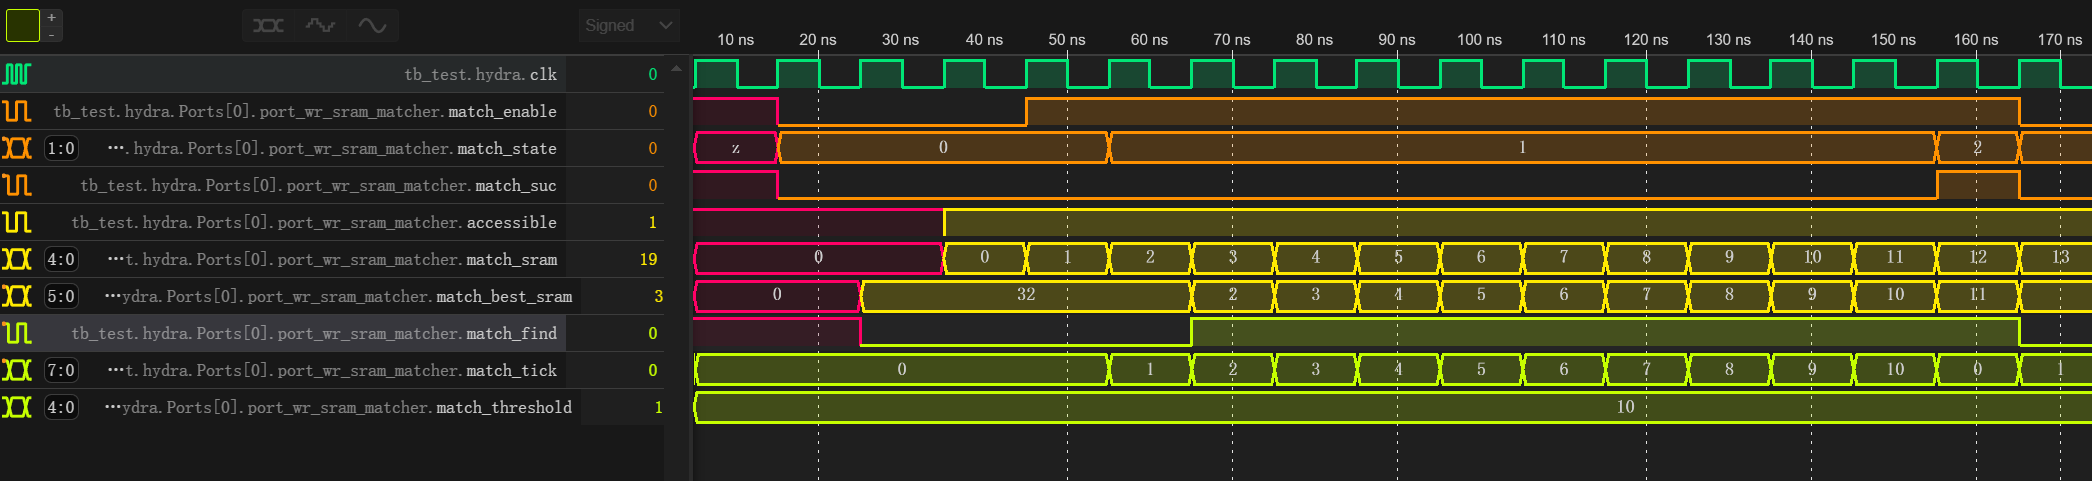 +
-
Signed
10 ns 20 ns 30 ns 40 ns 50 ns 60 ns 70 ns 80 ns 90 ns 100 ns 110 ns 120 ns 130 ns 140 ns 150 ns 160 ns 170 ns
tb_test.hydra.clk 0
tb_test.hydra.Ports[0].port_wr_sram_matcher.match_enable 0
1:0 ···.hydra.Ports[0].port_wr_sram_matcher.match_state 0 z 0 1 2
tb_test.hydra.Ports[0].port_wr_sram_matcher.match_suc 0
tb_test.hydra.Ports[0].port_wr_sram_matcher.accessible 1
4:0 ···t.hydra.Ports[0].port_wr_sram_matcher.match_sram 19 0 0 1 2 3 4 5 6 7 8 9 10 11 12 13
5:0 ···ydra.Ports[0].port_wr_sram_matcher.match_best_sram 3 0 32 2 3 4 5 6 7 8 9 10 11
tb_test.hydra.Ports[0].port_wr_sram_matcher.match_find 0
7:0 ···t.hydra.Ports[0].port_wr_sram_matcher.match_tick 0 0 1 2 3 4 5 6 7 8 9 10 0 1
4:0 ···ydra.Ports[0].port_wr_sram_matcher.match_threshold 1 10